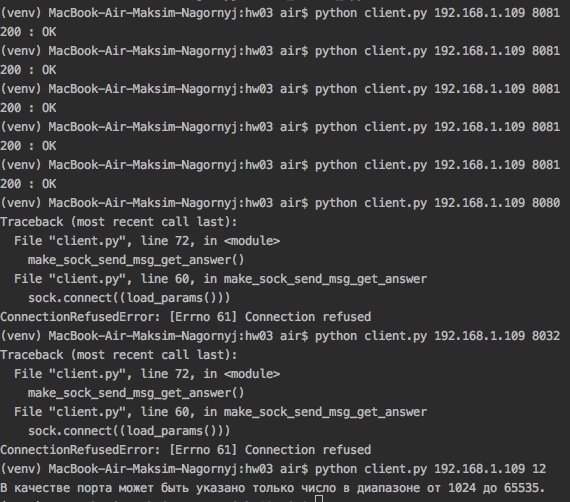 (venv) MacBook-Air-Maksim-Nagornyj:hw03 air$ python client.py 192.168.1.109 8081
200 : OK
(venv) MacBook-Air-Maksim-Nagornyj:hw03 air$ python client.py 192.168.1.109 8081
200 : OK
(venv) MacBook-Air-Maksim-Nagornyj:hw03 air$ python client.py 192.168.1.109 8081
200 : OK
(venv) MacBook-Air-Maksim-Nagornyj:hw03 air$ python client.py 192.168.1.109 8081
200 : OK
(venv) MacBook-Air-Maksim-Nagornyj:hw03 air$ python client.py 192.168.1.109 8081
200 : OK
(venv) MacBook-Air-Maksim-Nagornyj:hw03 air$ python client.py 192.168.1.109 8080
Traceback (most recent call last):
  File "client.py", line 72, in <module>
    make_sock_send_msg_get_answer()
  File "client.py", line 60, in make_sock_send_msg_get_answer
    sock.connect((load_params()))
ConnectionRefusedError: [Errno 61] Connection refused
(venv) MacBook-Air-Maksim-Nagornyj:hw03 air$ python client.py 192.168.1.109 8032
Traceback (most recent call last):
  File "client.py", line 72, in <module>
    make_sock_send_msg_get_answer()
  File "client.py", line 60, in make_sock_send_msg_get_answer
    sock.connect((load_params()))
ConnectionRefusedError: [Errno 61] Connection refused
(venv) MacBook-Air-Maksim-Nagornyj:hw03 air$ python client.py 192.168.1.109 12
В качестве порта может быть указано только число в диапазоне от 1024 до 65535.